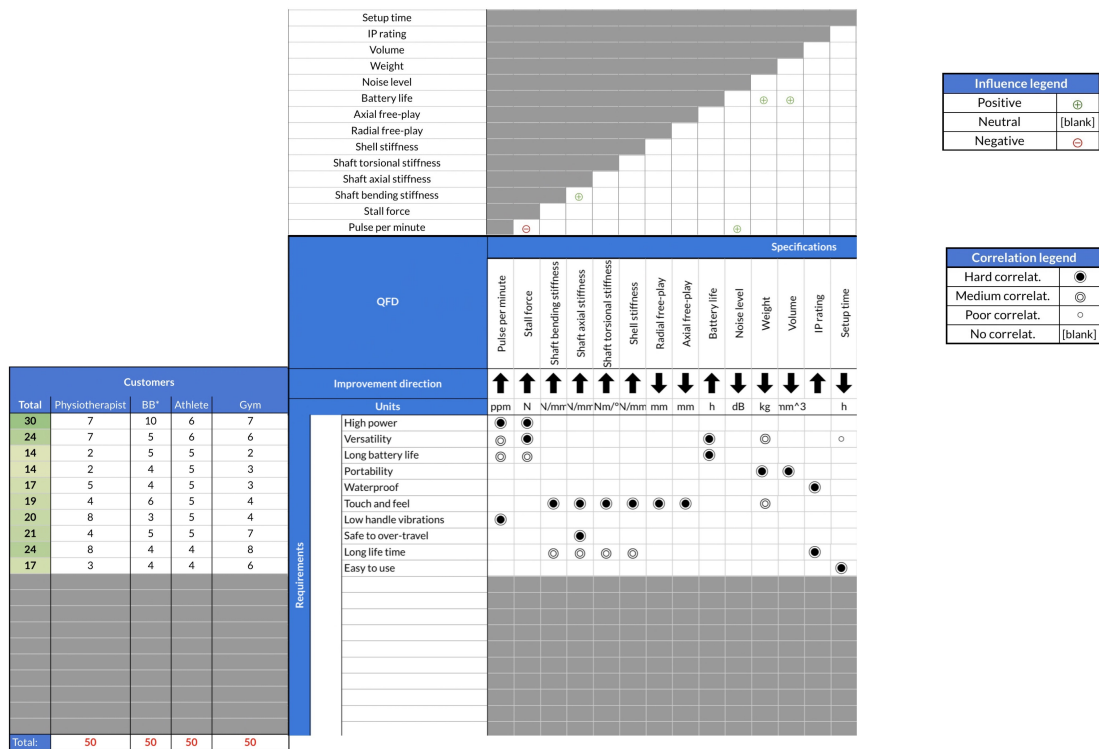 Setup time
IP rating
Volume
Weight
Noise level
Battery life ⊕ ⊕
Axial free-play
Radial free-play
Shell stiffness
Shaft torsional stiffness
Shaft axial stiffness
Shaft bending stiffness ⊕
Stall force
Pulse per minute ⊖ ⊕
Influence legend
Positive ⊕
Neutral [blank]
Negative ⊖
Specifications
QFD
Pulse per minute
Stall force
Shaft bending stiffness
Shaft axial stiffness
Shaft torsional stiffness
Shell stiffness
Radial free-play
Axial free-play
Battery life
Noise level
Weight
Volume
IP rating
Setup time
Correlation legend
Hard correlat. ◉
Medium correlat. ◎
Poor correlat. ○
No correlat. [blank]
Customers
Improvement direction ⬆ ⬆ ⬆ ⬆ ⬆ ⬆ ⬇ ⬇ ⬆ ⬇ ⬇ ⬇ ⬆ ⬇
Total Physiotherapist BB* Athlete Gym
Units ppm N N/mm N/mm Nm/° N/mm mm mm h dB kg mm^3 h
Requirements
30 7 10 6 7 High power ◉ ◉
24 7 5 6 6 Versatility ◎ ◉ ◉ ◎ ○
14 2 5 5 2 Long battery life ◎ ◎ ◉
14 2 4 5 3 Portability ◉ ◉
17 5 4 5 3 Waterproof ◉
19 4 6 5 4 Touch and feel ◉ ◉ ◉ ◉ ◉ ◉ ◎
20 8 3 5 4 Low handle vibrations ◉
21 4 5 5 7 Safe to over-travel ◉
24 8 4 4 8 Long life time ◎ ◎ ◎ ◎ ◉
17 3 4 4 6 Easy to use ◉
Total: 50 50 50 50